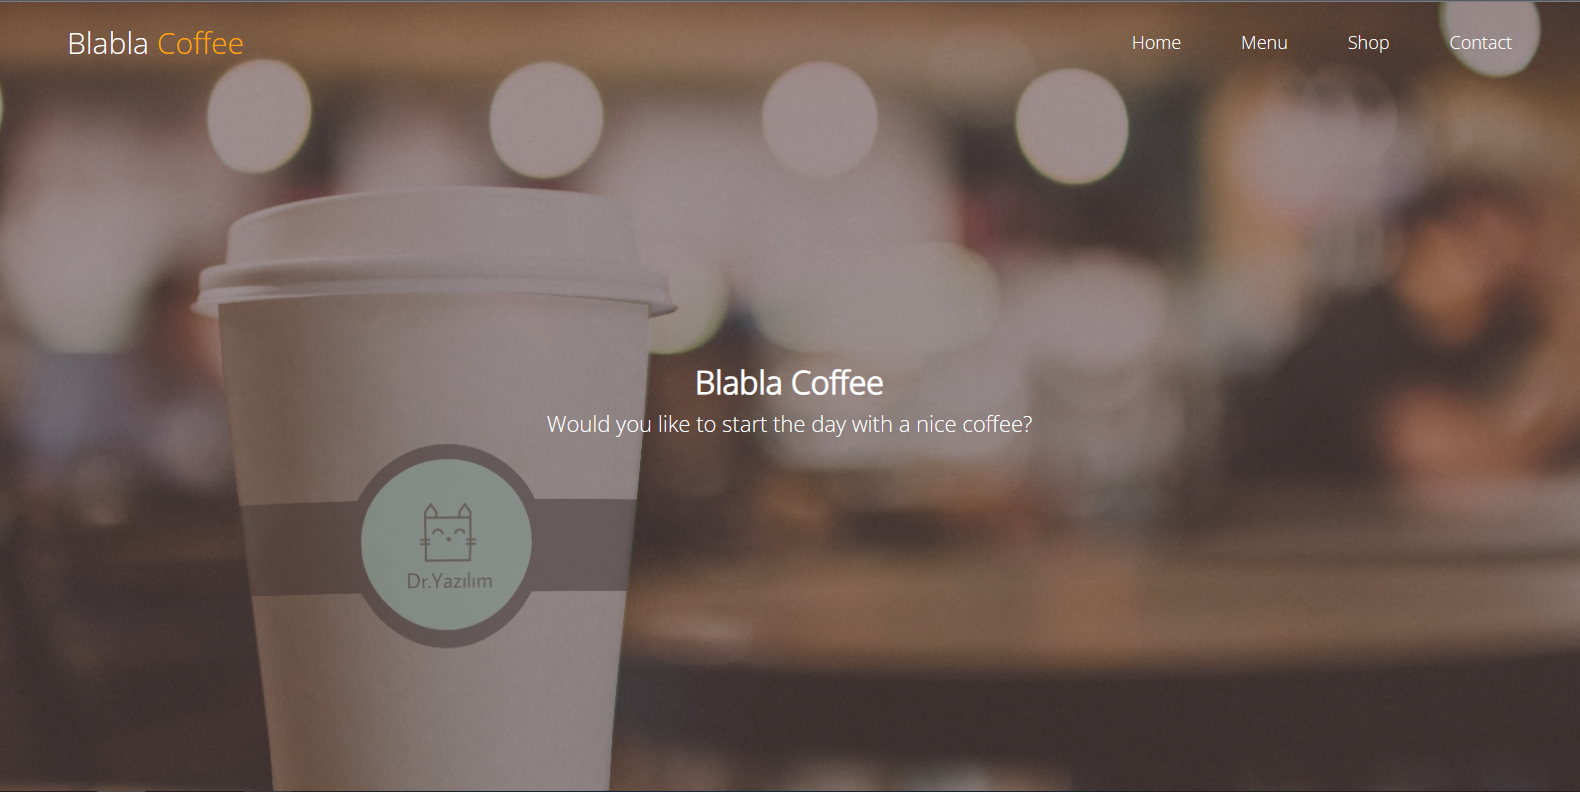 Blabla Coffee
Home Menu Shop Contact
Blabla Coffee
Would you like to start the day with a nice coffee?
Dr.Yazılım